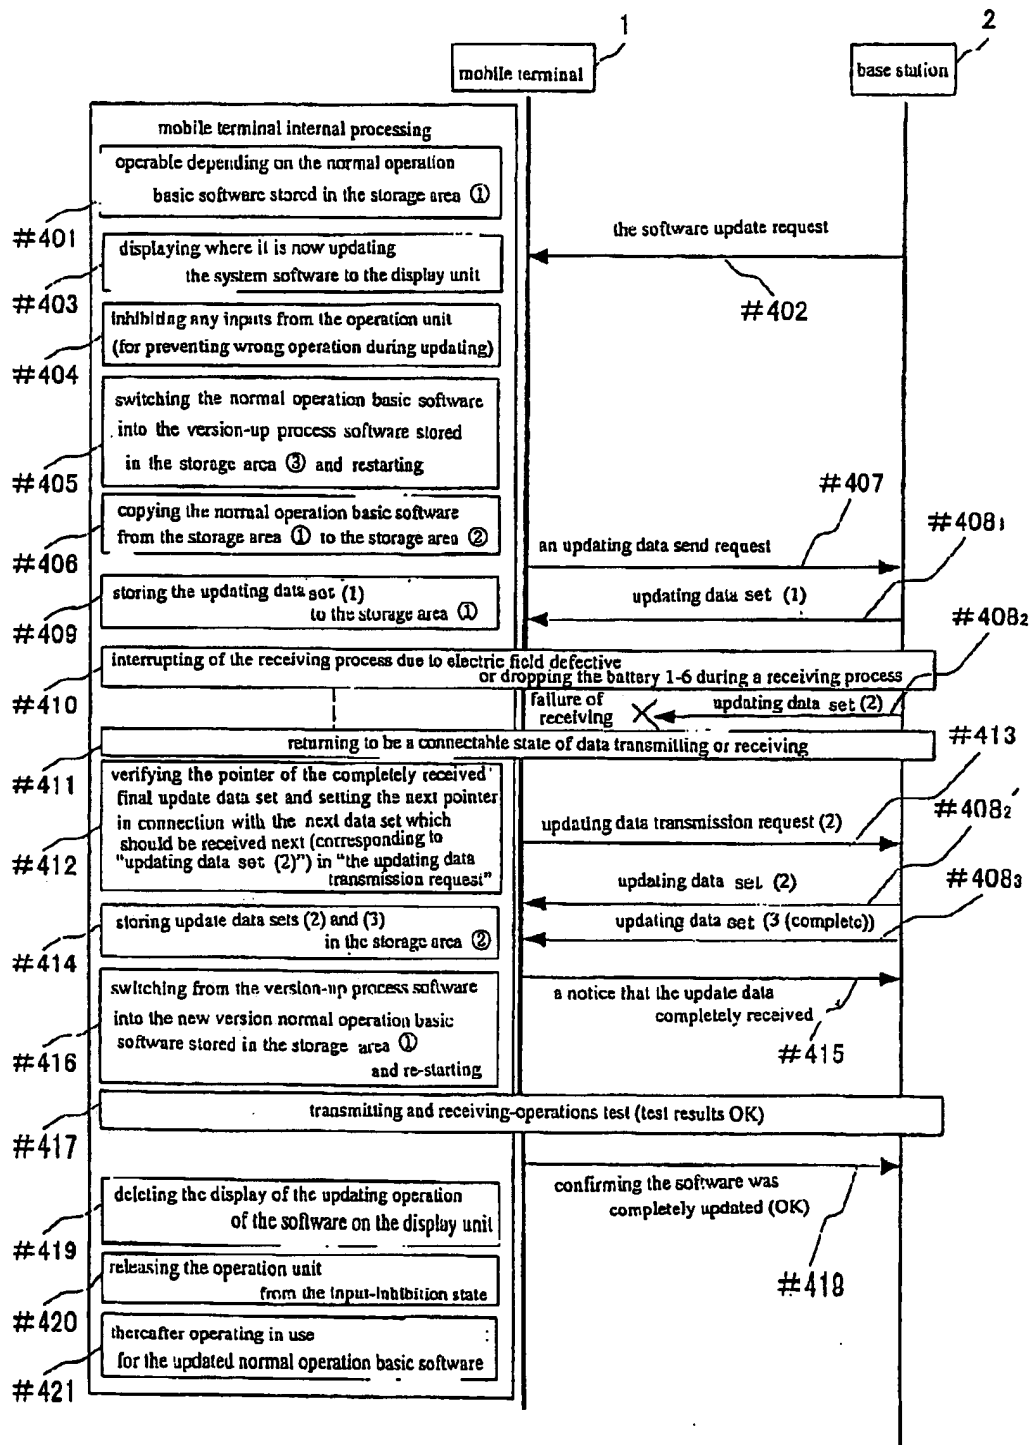 1
2
mobile terminal
base station
mobile terminal internal processing
operable depending on the normal operation
basic software stored in the storage area ①
#401
the software update request
#402
displaying where it is now updating
the system software to the display unit
#403
inhibiting any inputs from the operation unit
(for preventing wrong operation during updating)
#404
switching the normal operation basic software
into the version-up process software stored
in the storage area ③ and restarting
#405
copying the normal operation basic software
from the storage area ① to the storage area ②
#406
#407
an updating data send request
#408₁
updating data set (1)
storing the updating data set (1)
to the storage area ①
#409
#408₂
interrupting of the receiving process due to electric field defective
or dropping the battery 1-6 during a receiving process
#410
failure of
receiving
updating data set (2)
returning to be a connectable state of data transmitting or receiving
#411
#413
verifying the pointer of the completely received
final update data set and setting the next pointer
in connection with the next data set which
should be received next (corresponding to
"updating data set (2)") in "the updating data
transmission request"
#412
updating data transmission request (2)
#408₂'
updating data set (2)
#408₃
updating data set (3 (complete))
storing update data sets (2) and (3)
in the storage area ②
#414
a notice that the update data
completely received
#415
switching from the version-up process software
into the new version normal operation basic
software stored in the storage area ①
and re-starting
#416
transmitting and receiving-operations test (test results OK)
#417
confirming the software was
completely updated (OK)
#418
deleting the display of the updating operation
of the software on the display unit
#419
releasing the operation unit
from the input-inhibition state
#420
thereafter operating in use
for the updated normal operation basic software
#421